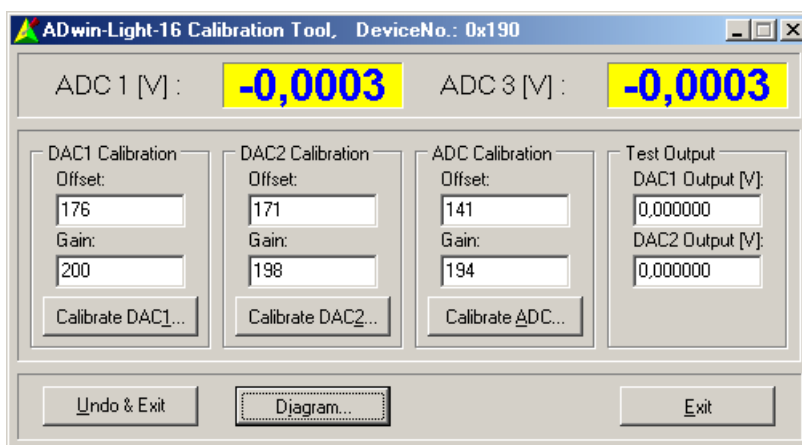 ADwin-Light-16 Calibration Tool, DeviceNo.: 0x190
ADC 1 [V] : -0,0003 ADC 3 [V] : -0,0003
DAC1 Calibration DAC2 Calibration ADC Calibration Test Output
Offset: Offset: Offset: DAC1 Output [V]:
176 171 141 0,000000
Gain: Gain: Gain: DAC2 Output [V]:
200 198 194 0,000000
Calibrate DAC1... Calibrate DAC2... Calibrate ADC...
Undo & Exit Diagram... Exit